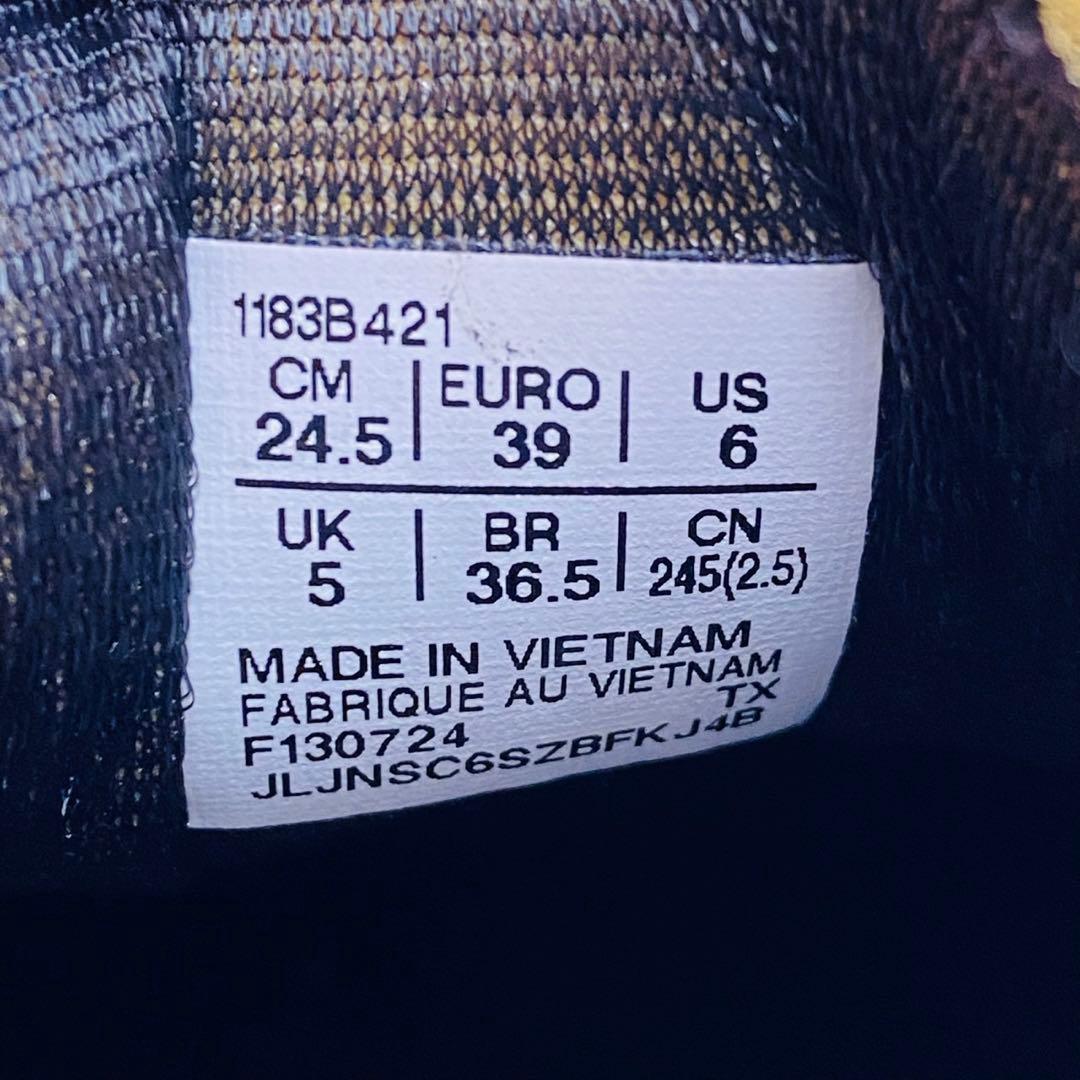 1183B421
CM | EURO | US
24.5 | 39 | 6
UK | BR | CN
5 | 36.5 | 245(2.5)
MADE IN VIETNAM
FABRIQUE AU VIETNAM
F130724 TX
JLJNSC6SZBFKJ4B